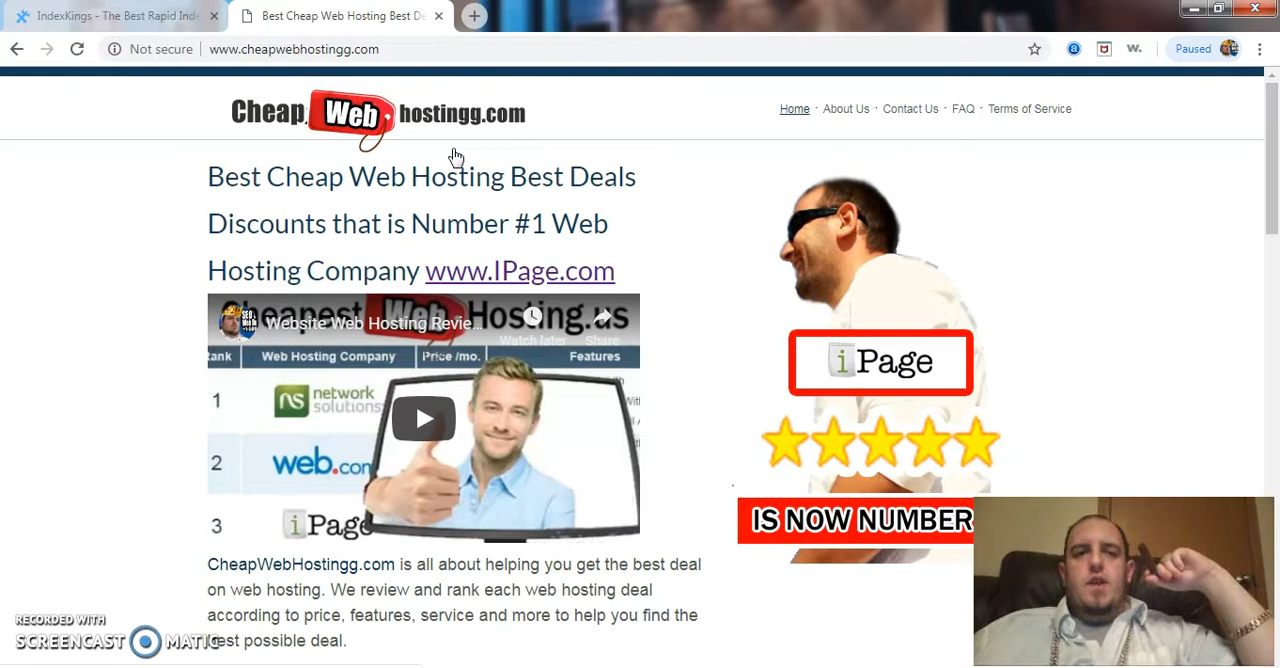 IndexKings - The Best Rapid Inde
Best Cheap Web Hosting Best De
Not secure www.cheapwebhostingg.com
a
w.
Paused
Cheap Web hostingg.com
Home · About Us · Contact Us · FAQ · Terms of Service
Best Cheap Web Hosting Best Deals
Discounts that is Number #1 Web
Hosting Company www.IPage.com
Cheapest Web Hosting.us
Website Web Hosting Revie...
Watch later Share
Rank Web Hosting Company Price /mo. Features
1 ns network solutions
2 web.com
3 iPage
iPage
IS NOW NUMBER
CheapWebHostingg.com is all about helping you get the best deal
on web hosting. We review and rank each web hosting deal
according to price, features, service and more to help you find the
best possible deal.
RECORDED WITH
SCREENCAST MATIC